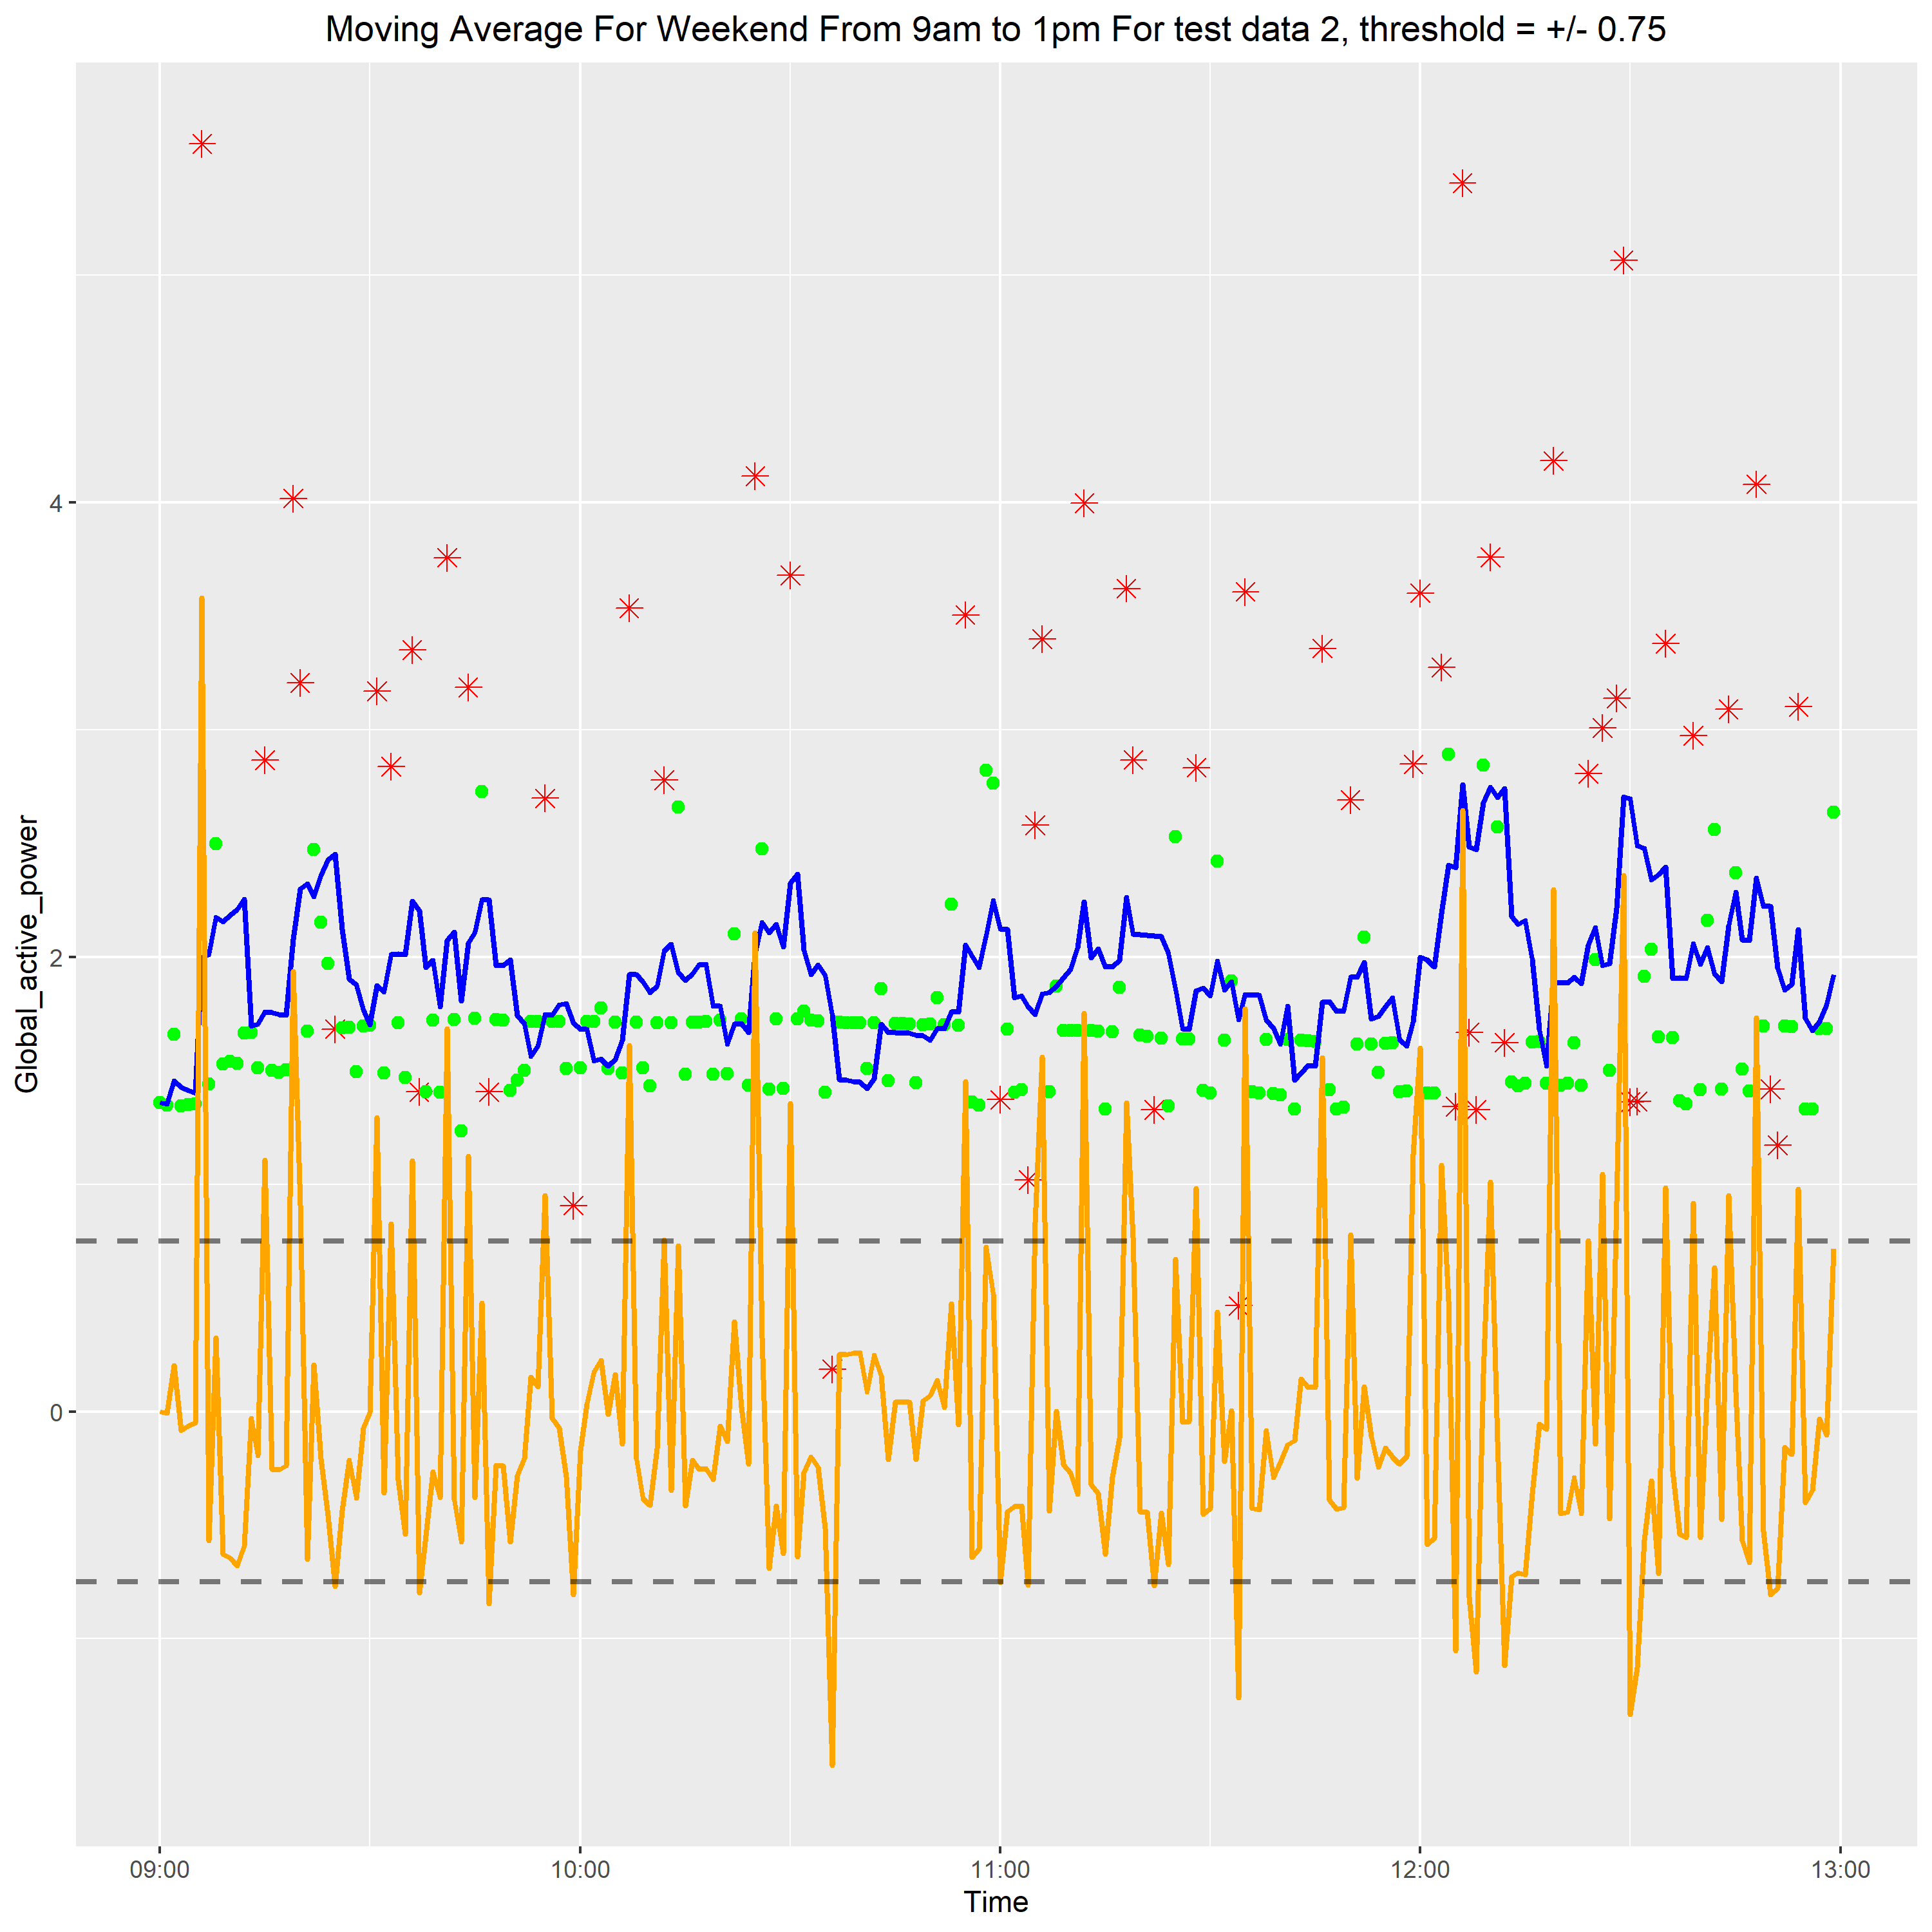 Moving Average For Weekend From 9am to 1pm For test data 2, threshold = +/- 0.75
Global_active_power
4
2
0
09:00
10:00
11:00
12:00
13:00
Time